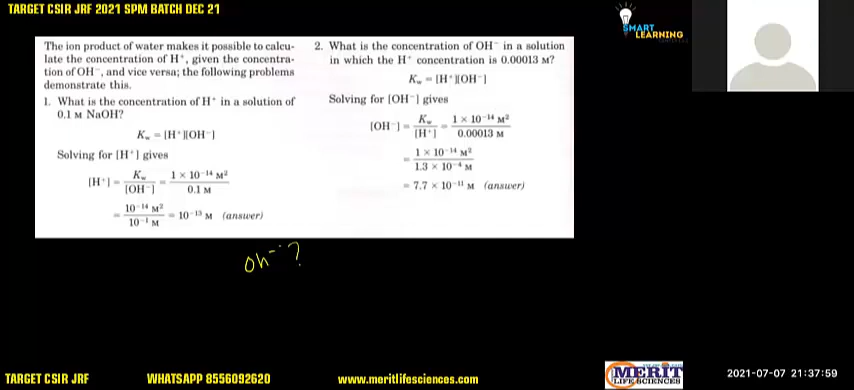 TARGET CSIR JRF 2021 5PM BATCH DEC 21
SMART
LEARNING
The ion product of water makes it possible to calcu-
late the concentration of H⁺, given the concentra-
tion of OH⁻, and vice versa; the following problems
demonstrate this.
1. What is the concentration of H⁺ in a solution of
0.1 M NaOH?
Kw = [H⁺][OH⁻]
Solving for [H⁺] gives
[H⁺] = Kw / [OH⁻] = 1 × 10⁻¹⁴ M² / 0.1 M
= 10⁻¹⁴ M² / 10⁻¹ M = 10⁻¹³ M (answer)
2. What is the concentration of OH⁻ in a solution
in which the H⁺ concentration is 0.00013 M?
Kw = [H⁺][OH⁻]
Solving for [OH⁻] gives
[OH⁻] = Kw / [H⁺] = 1 × 10⁻¹⁴ M² / 0.00013 M
= 1 × 10⁻¹⁴ M² / 1.3 × 10⁻⁴ M
= 7.7 × 10⁻¹¹ M (answer)
OH⁻ ?
TARGET CSIR JRF WHATSAPP 8556092620 www.meritlifesciences.com
MERIT
LIFE SCIENCES
2021-07-07 21:37:59